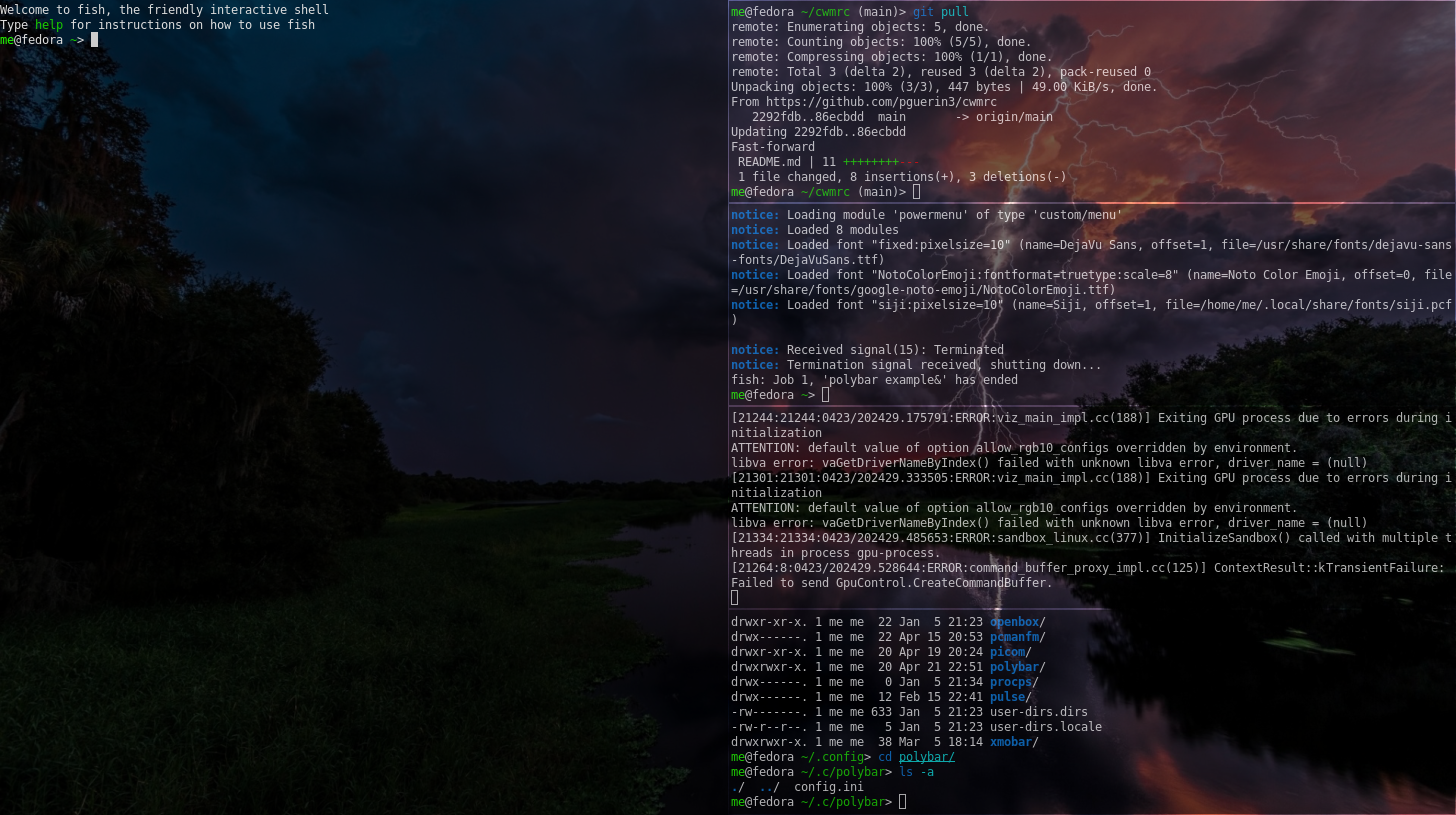 Welcome to fish, the friendly interactive shell
Type help for instructions on how to use fish
me@fedora ~>
me@fedora ~/cwmrc (main)> git pull
remote: Enumerating objects: 5, done.
remote: Counting objects: 100% (5/5), done.
remote: Compressing objects: 100% (1/1), done.
remote: Total 3 (delta 2), reused 3 (delta 2), pack-reused 0
Unpacking objects: 100% (3/3), 447 bytes | 49.00 KiB/s, done.
From https://github.com/pguerin3/cwmrc
   2292fdb..86ecbdd  main       -> origin/main
Updating 2292fdb..86ecbdd
Fast-forward
 README.md | 11 ++++++++---
 1 file changed, 8 insertions(+), 3 deletions(-)
me@fedora ~/cwmrc (main)>
notice: Loading module 'powermenu' of type 'custom/menu'
notice: Loaded 8 modules
notice: Loaded font "fixed:pixelsize=10" (name=DejaVu Sans, offset=1, file=/usr/share/fonts/dejavu-sans
-fonts/DejaVuSans.ttf)
notice: Loaded font "NotoColorEmoji:fontformat=truetype:scale=8" (name=Noto Color Emoji, offset=0, file
=/usr/share/fonts/google-noto-emoji/NotoColorEmoji.ttf)
notice: Loaded font "siji:pixelsize=10" (name=Siji, offset=1, file=/home/me/.local/share/fonts/siji.pcf
)
notice: Received signal(15): Terminated
notice: Termination signal received, shutting down...
fish: Job 1, 'polybar example&' has ended
me@fedora ~>
[21244:21244:0423/202429.175791:ERROR:viz_main_impl.cc(188)] Exiting GPU process due to errors during i
nitialization
ATTENTION: default value of option allow_rgb10_configs overridden by environment.
libva error: vaGetDriverNameByIndex() failed with unknown libva error, driver_name = (null)
[21301:21301:0423/202429.333505:ERROR:viz_main_impl.cc(188)] Exiting GPU process due to errors during i
nitialization
ATTENTION: default value of option allow_rgb10_configs overridden by environment.
libva error: vaGetDriverNameByIndex() failed with unknown libva error, driver_name = (null)
[21334:21334:0423/202429.485653:ERROR:sandbox_linux.cc(377)] InitializeSandbox() called with multiple t
hreads in process gpu-process.
[21264:8:0423/202429.528644:ERROR:command_buffer_proxy_impl.cc(125)] ContextResult::kTransientFailure:
Failed to send GpuControl.CreateCommandBuffer.
drwxr-xr-x. 1 me me  22 Jan  5 21:23 openbox/
drwx------. 1 me me  22 Apr 15 20:53 pcmanfm/
drwxr-xr-x. 1 me me  20 Apr 19 20:24 picom/
drwxrwxr-x. 1 me me  20 Apr 21 22:51 polybar/
drwx------. 1 me me   0 Jan  5 21:34 procps/
drwx------. 1 me me  12 Feb 15 22:41 pulse/
-rw-------. 1 me me 633 Jan  5 21:23 user-dirs.dirs
-rw-r--r--. 1 me me   5 Jan  5 21:23 user-dirs.locale
drwxrwxr-x. 1 me me  38 Mar  5 18:14 xmobar/
me@fedora ~/.config> cd polybar/
me@fedora ~/.c/polybar> ls -a
./  ../  config.ini
me@fedora ~/.c/polybar>